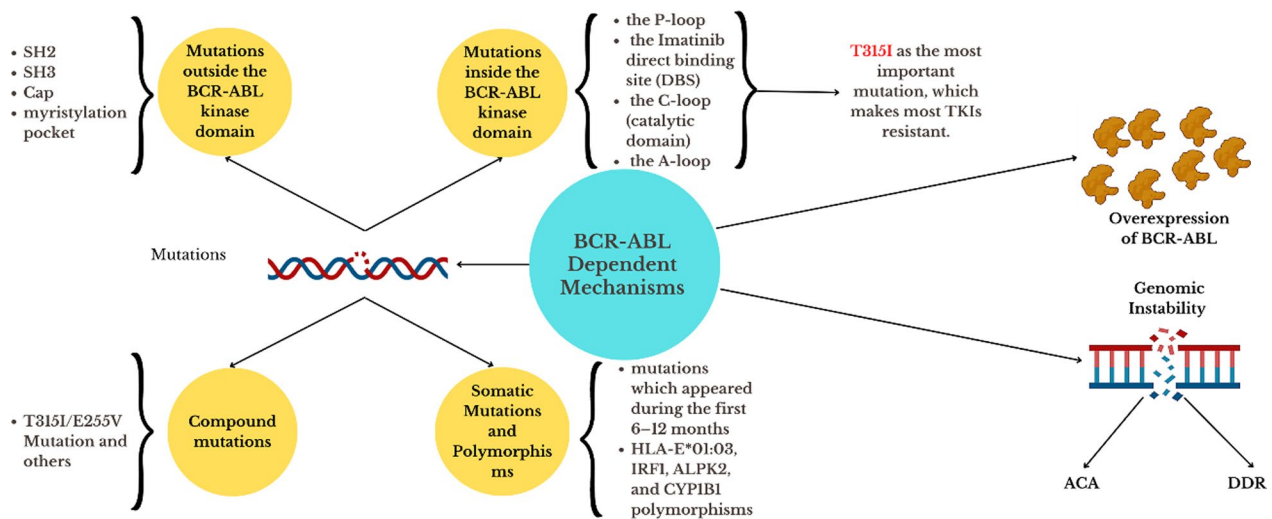 • SH2
• SH3
• Cap
• myristylation
pocket
Mutations
outside the
BCR-ABL
kinase
domain
Mutations
inside the
BCR-ABL
kinase
domain
• the P-loop
• the Imatinib
direct binding
site (DBS)
• the C-loop
(catalytic
domain)
• the A-loop
T315I as the most
important
mutation, which
makes most TKIs
resistant.
Overexpression
of BCR-ABL
Mutations
BCR-ABL
Dependent
Mechanisms
Genomic
Instability
ACA
DDR
• T315I/E255V
Mutation and
others
Compound
mutations
Somatic
Mutations
and
Polymorphis
ms
• mutations
which appeared
during the first
6–12 months
• HLA-E*01:03,
IRF1, ALPK2,
and CYP1B1
polymorphisms